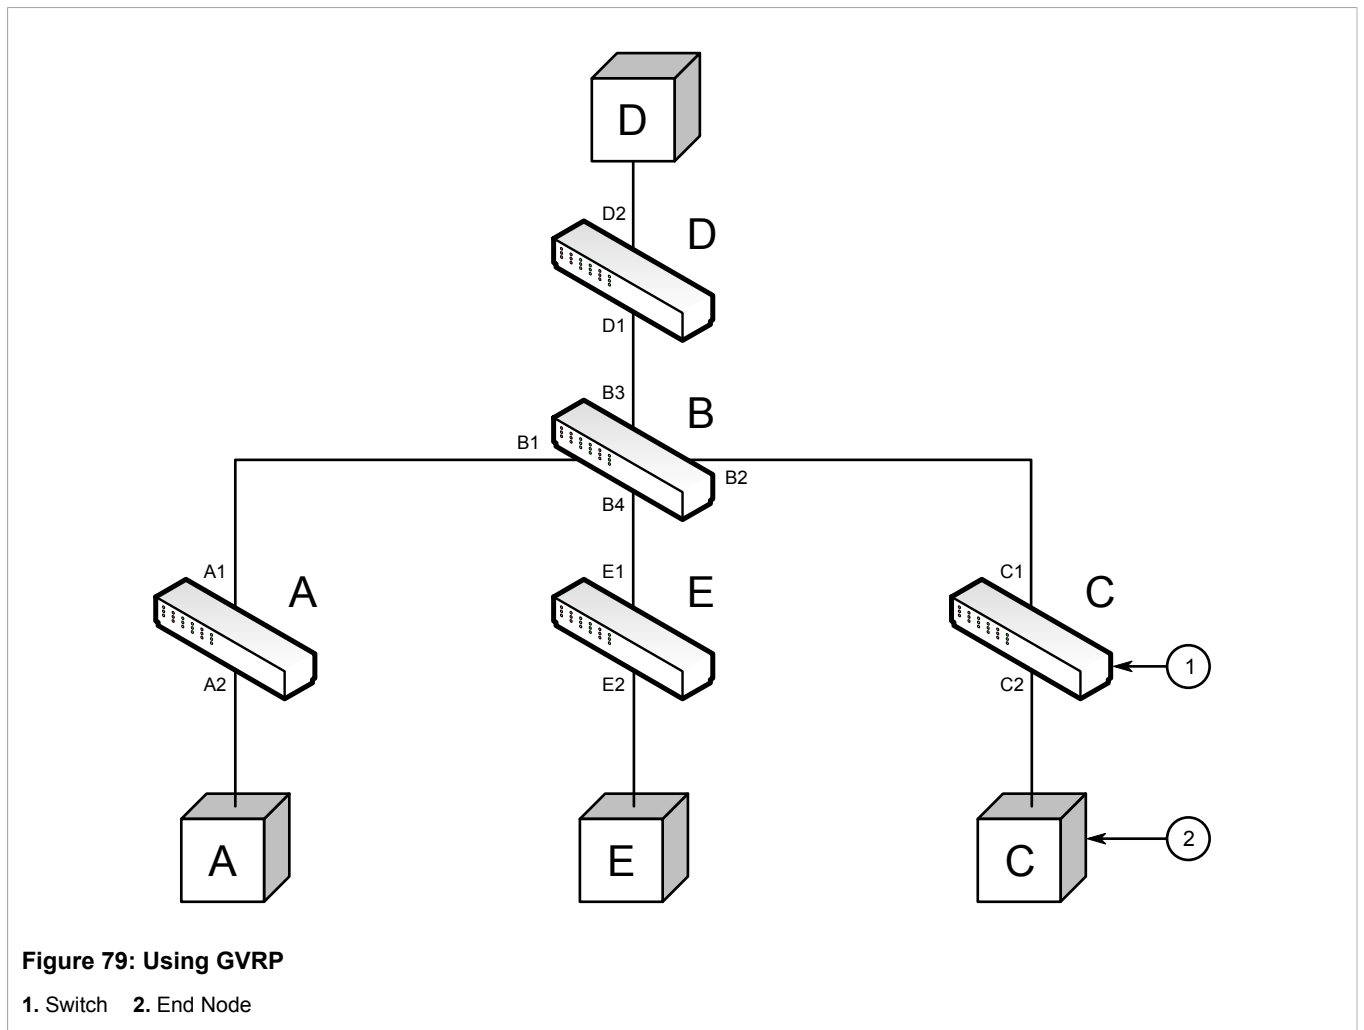 D
D2
D
D1
B3
B
B1
B2
B4
A1
A
E1
E
C1
C
1
A2
E2
C2
A
E
C
2
Figure 79: Using GVRP
1. Switch 2. End Node